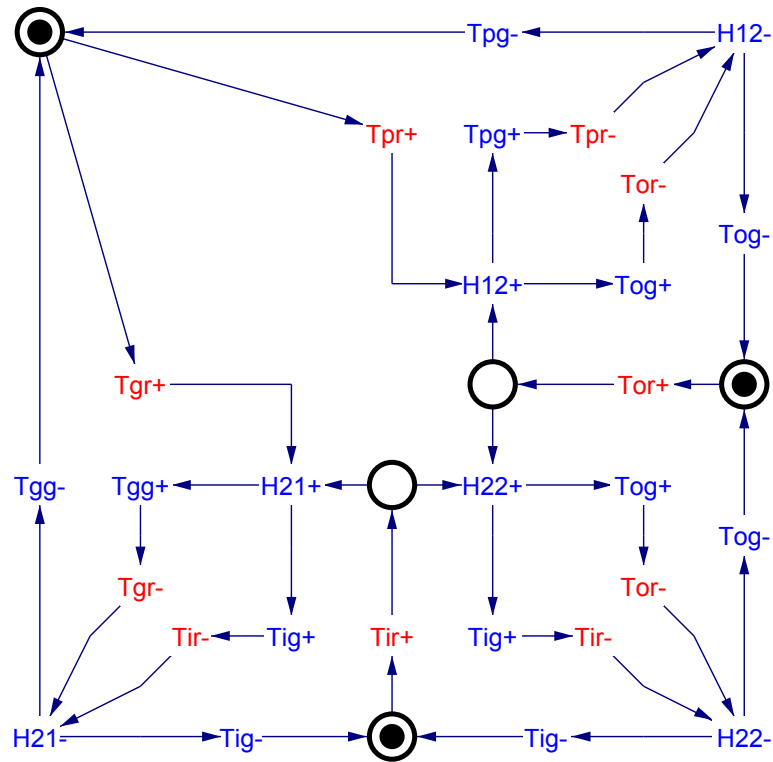 Tpg- H12-
Tpr+ Tpg+ Tpr-
Tor-
Tog-
H12+ Tog+
Tgr+ Tor+
Tgg- Tgg+ H21+ H22+ Tog+
Tog-
Tgr- Tor-
Tir- Tig+ Tir+ Tig+ Tir-
H21- Tig- Tig- H22-